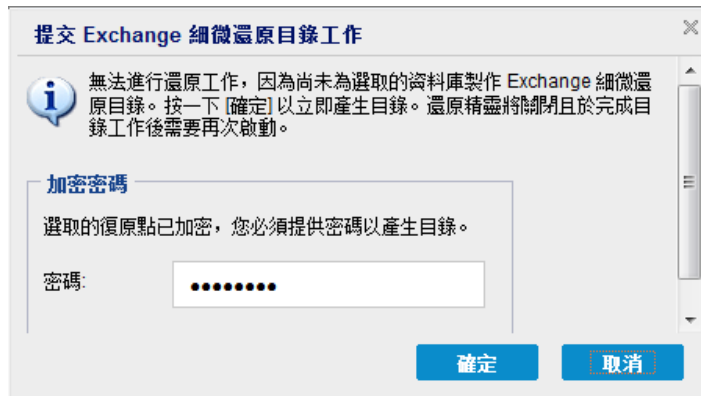 提交 Exchange 細微還原目錄工作
無法進行還原工作，因為尚未為選取的資料庫製作 Exchange 細微還
原目錄。按一下 [確定] 以立即產生目錄。還原精靈將關閉且於完成目
錄工作後需要再次啟動。
加密密碼
選取的復原點已加密，您必須提供密碼以產生目錄。
密碼: ••••••••
確定 取消